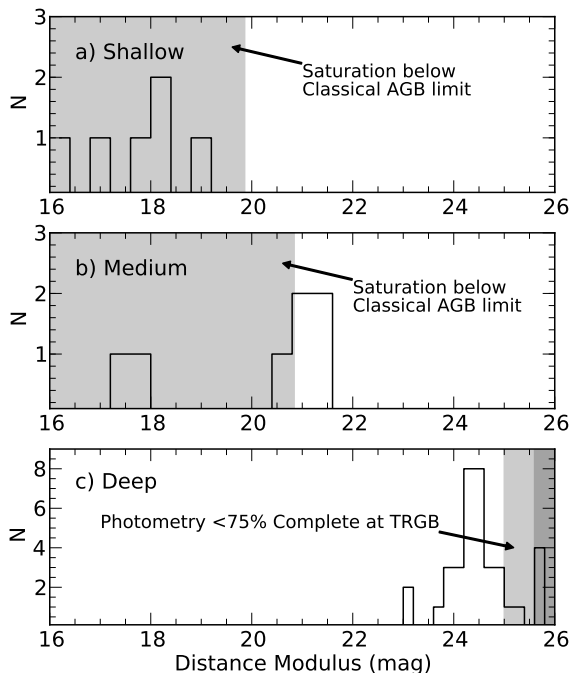 3
a) Shallow
Saturation below
Classical AGB limit
2
N
1
16 18 20 22 24 26
3
b) Medium
Saturation below
Classical AGB limit
2
N
1
16 18 20 22 24 26
8
c) Deep
6
Photometry <75% Complete at TRGB
N
4
2
16 18 20 22 24 26
Distance Modulus (mag)